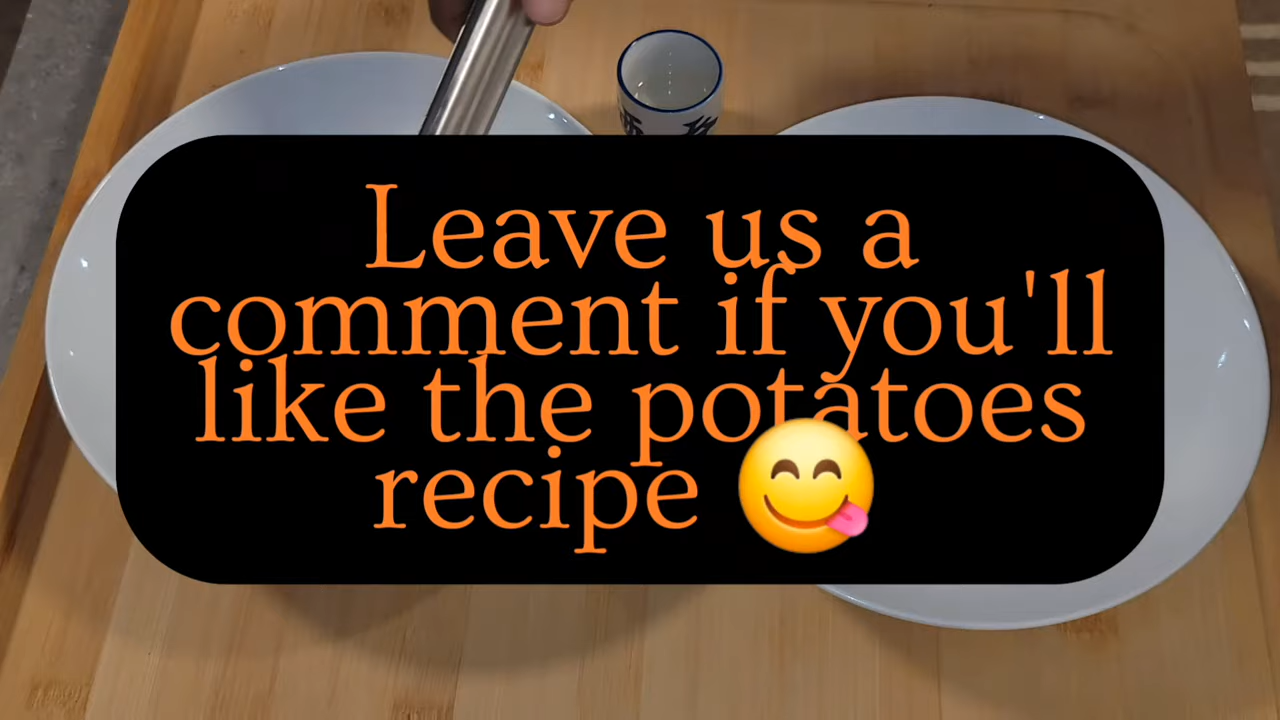 Leave us a
comment if you'll
like the potatoes
recipe 😋